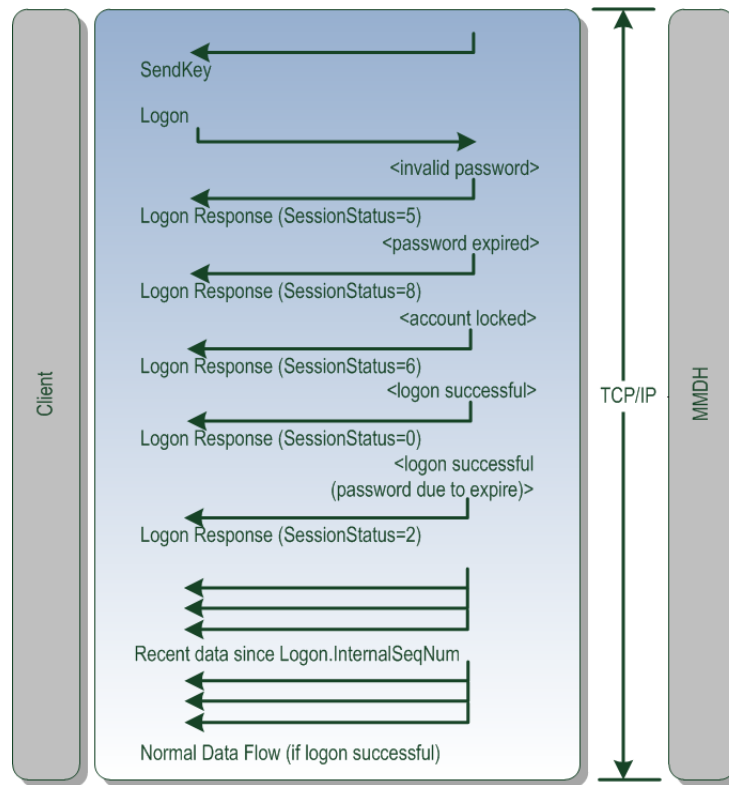 SendKey
Logon
<invalid password>
Logon Response (SessionStatus=5)
<password expired>
Logon Response (SessionStatus=8)
<account locked>
Logon Response (SessionStatus=6)
<logon successful>
Logon Response (SessionStatus=0)
<logon successful
(password due to expire)>
Logon Response (SessionStatus=2)
Recent data since Logon.InternalSeqNum
Normal Data Flow (if logon successful)
Client
TCP/IP
MMDH